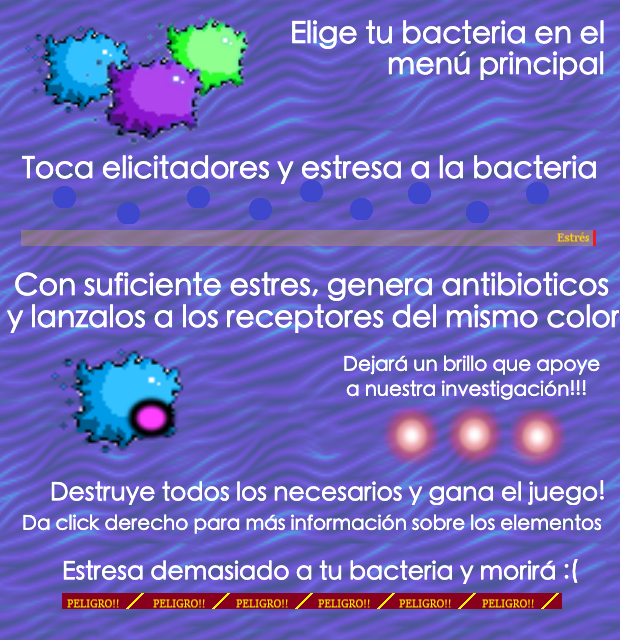 Elige tu bacteria en el
menú principal
Toca elicitadores y estresa a la bacteria
Estrés
Con suficiente estres, genera antibioticos
y lanzalos a los receptores del mismo color
Dejará un brillo que apoye
a nuestra investigación!!!
Destruye todos los necesarios y gana el juego!
Da click derecho para más información sobre los elementos
Estresa demasiado a tu bacteria y morirá :(
PELIGRO!! PELIGRO!! PELIGRO!! PELIGRO!! PELIGRO!! PELIGRO!!